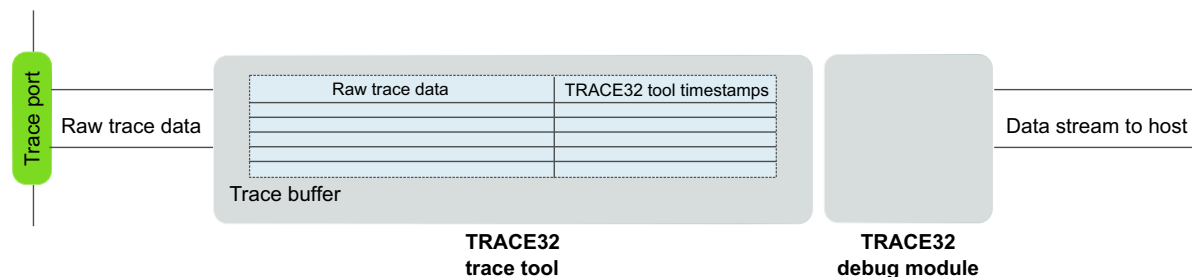 Trace port
Raw trace data
Raw trace data
TRACE32 tool timestamps
Trace buffer
TRACE32
trace tool
TRACE32
debug module
Data stream to host